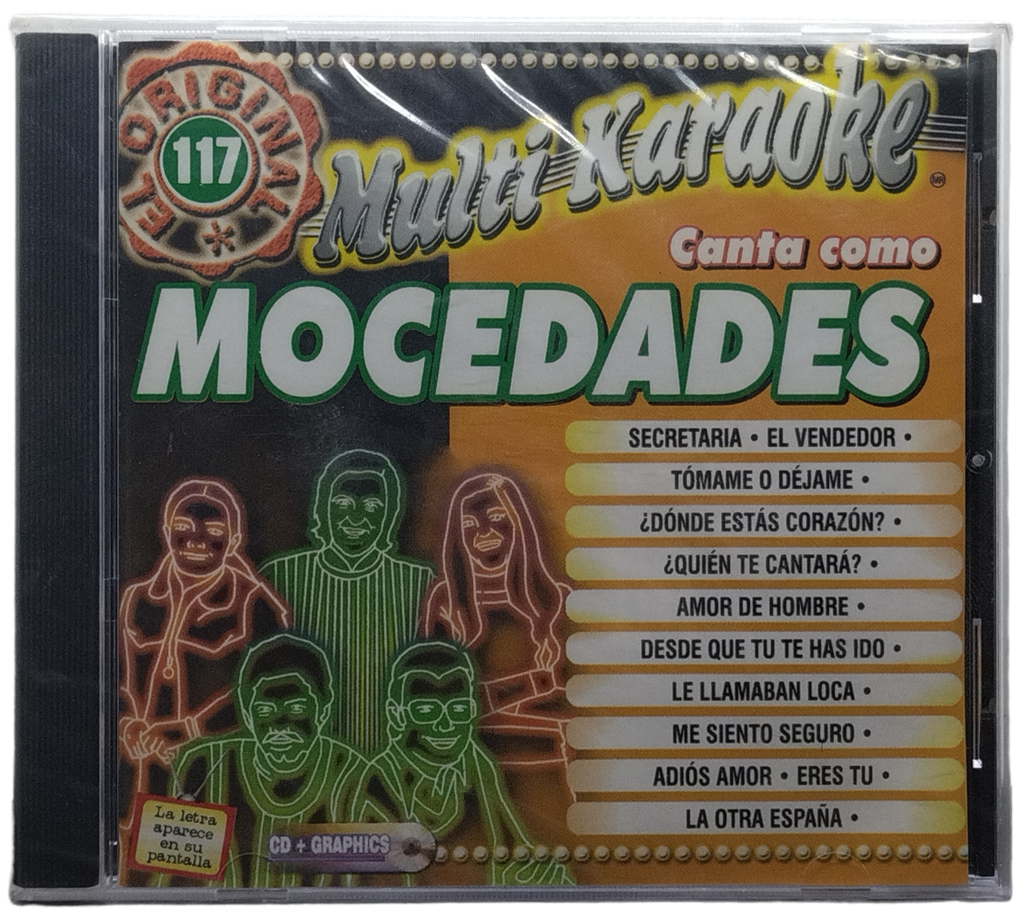 EL ORIGINAL *
117
Multi Karaoke
MR
Canta como
MOCEDADES
SECRETARIA • EL VENDEDOR •
TÓMAME O DÉJAME •
¿DÓNDE ESTÁS CORAZÓN? •
¿QUIÉN TE CANTARÁ? •
AMOR DE HOMBRE •
DESDE QUE TU TE HAS IDO •
LE LLAMABAN LOCA •
ME SIENTO SEGURO •
ADIÓS AMOR • ERES TU •
LA OTRA ESPAÑA •
La letra
aparece
en su
pantalla
CD + GRAPHICS